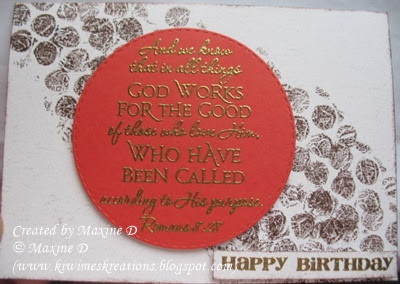 And we know
that in all things
GOD WORKS
FOR THE GOOD
of those who love Him,
WHO HAVE
BEEN CALLED
according to His purpose.
Romans 8:28
Created by Maxine D
© Maxine D
(www.kiwimeskreations.blogspot.com)
HAPPY BIRTHDAY